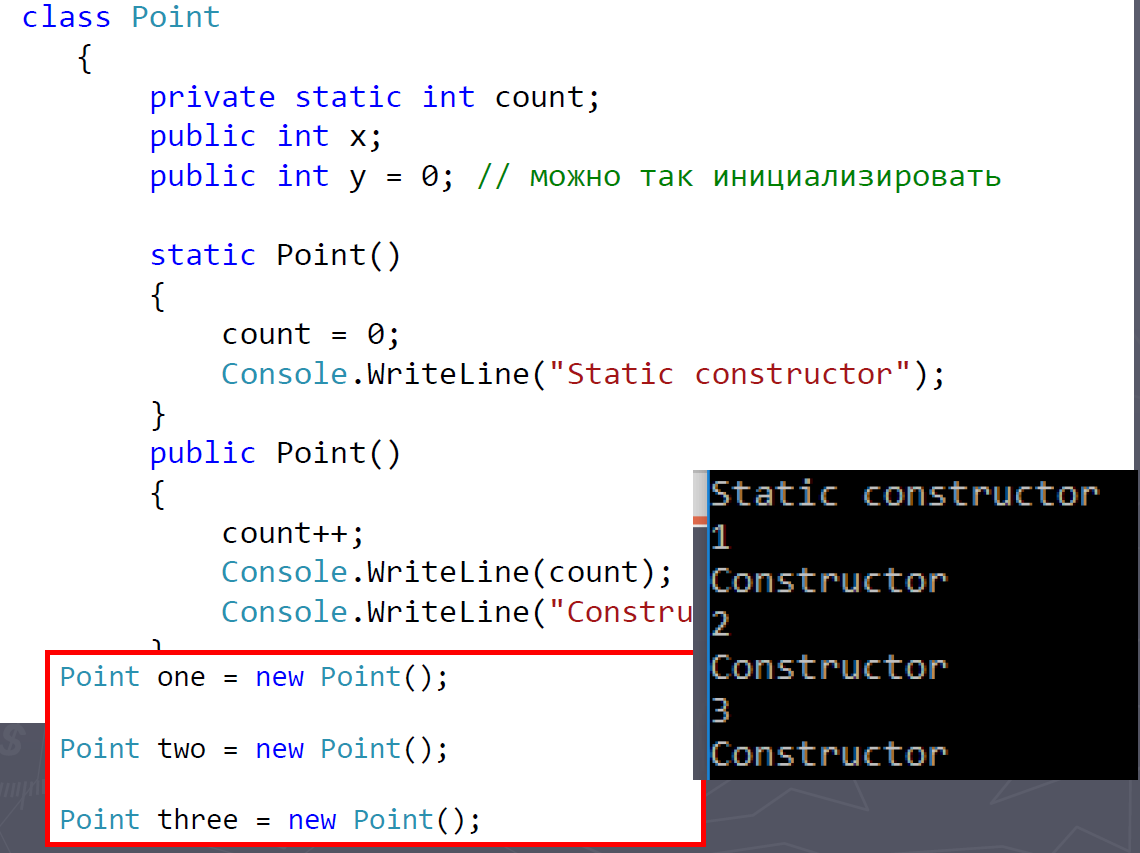 class Point
{
private static int count;
public int x;
public int y = 0; // можно так инициализировать
static Point()
{
count = 0;
Console.WriteLine("Static constructor");
}
public Point()
{
count++;
Console.WriteLine(count);
Console.WriteLine("Constru
}
Point one = new Point();
Point two = new Point();
Point three = new Point();
Static constructor
1
Constructor
2
Constructor
3
Constructor